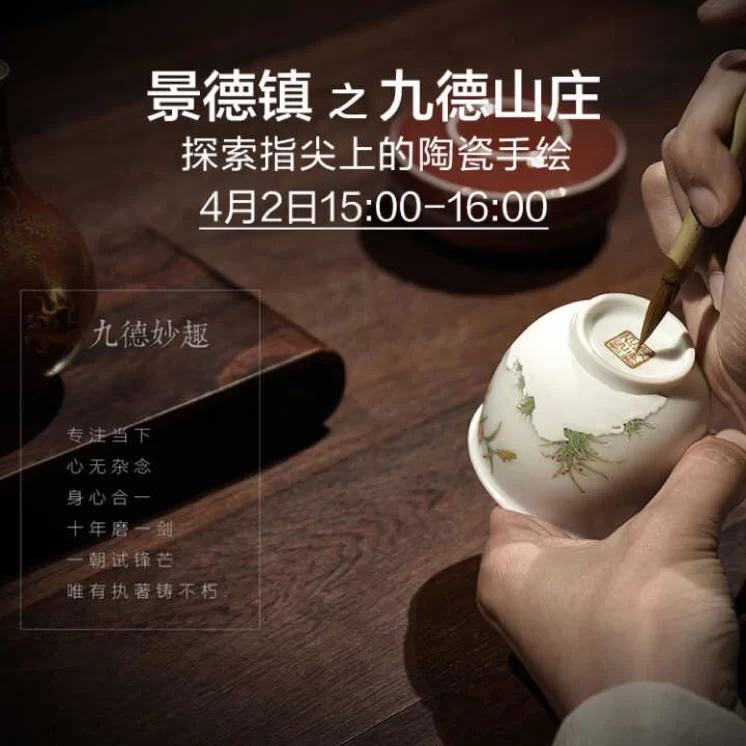 景德镇之九德山庄
探索指尖上的陶瓷手绘
4月2日15:00-16:00
九德妙趣
专注当下
心无杂念
身心合一
十年磨一剑
一朝试锋芒
唯有执著铸不朽.